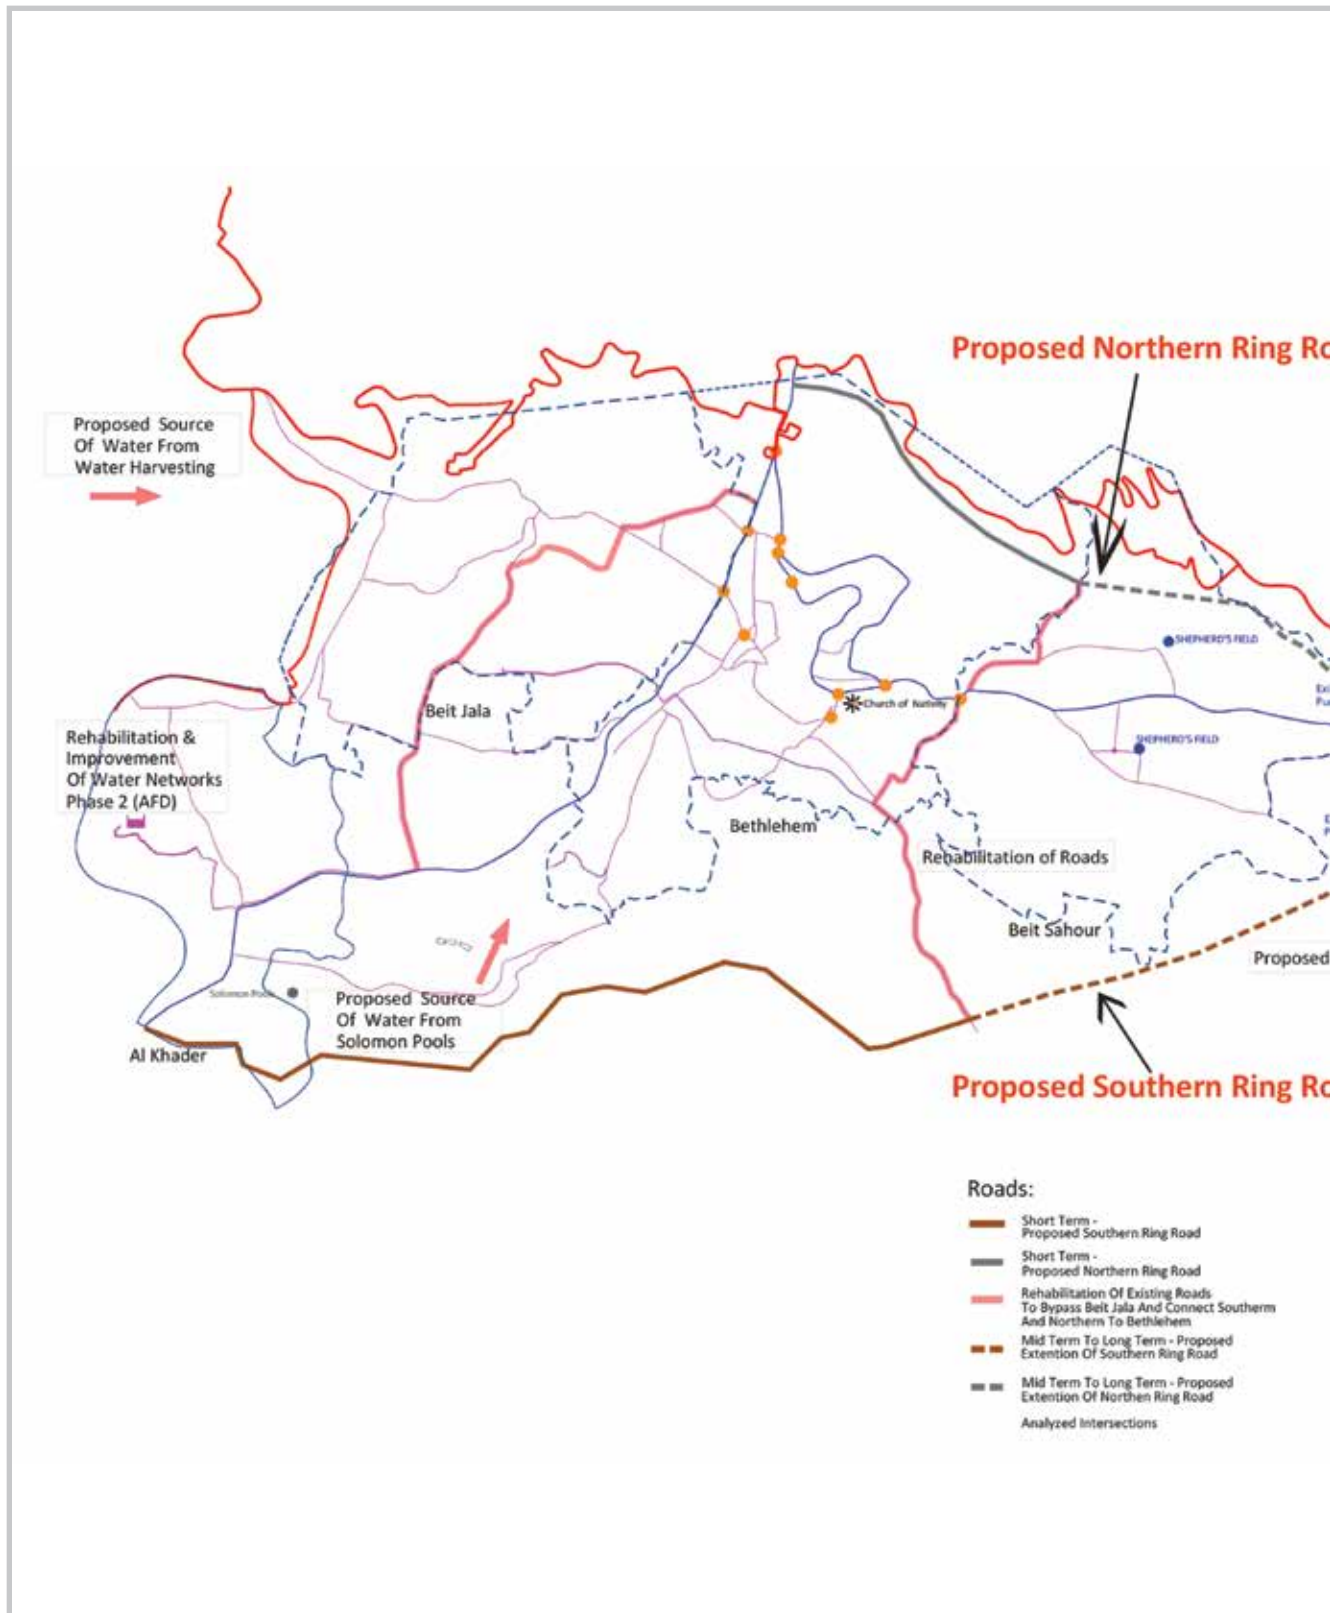 Proposed Northern Ring Ro
Proposed Source
Of Water From
Water Harvesting
SHEPHERD'S FIELD
Exi
Pu
Beit Jala
Church of Nativity
Rehabilitation &
Improvement
Of Water Networks
Phase 2 (AFD)
SHEPHERD'S FIELD
E
P
Bethlehem
Rehabilitation of Roads
Beit Sahour
Proposed
Solomon Pools
Proposed Source
Of Water From
Solomon Pools
Al Khader
Proposed Southern Ring Ro
Roads:
Short Term -
Proposed Southern Ring Road
Short Term -
Proposed Northern Ring Road
Rehabilitation Of Existing Roads
To Bypass Beit Jala And Connect Southerm
And Northern To Bethlehem
Mid Term To Long Term - Proposed
Extention Of Southern Ring Road
Mid Term To Long Term - Proposed
Extention Of Northen Ring Road
Analyzed Intersections